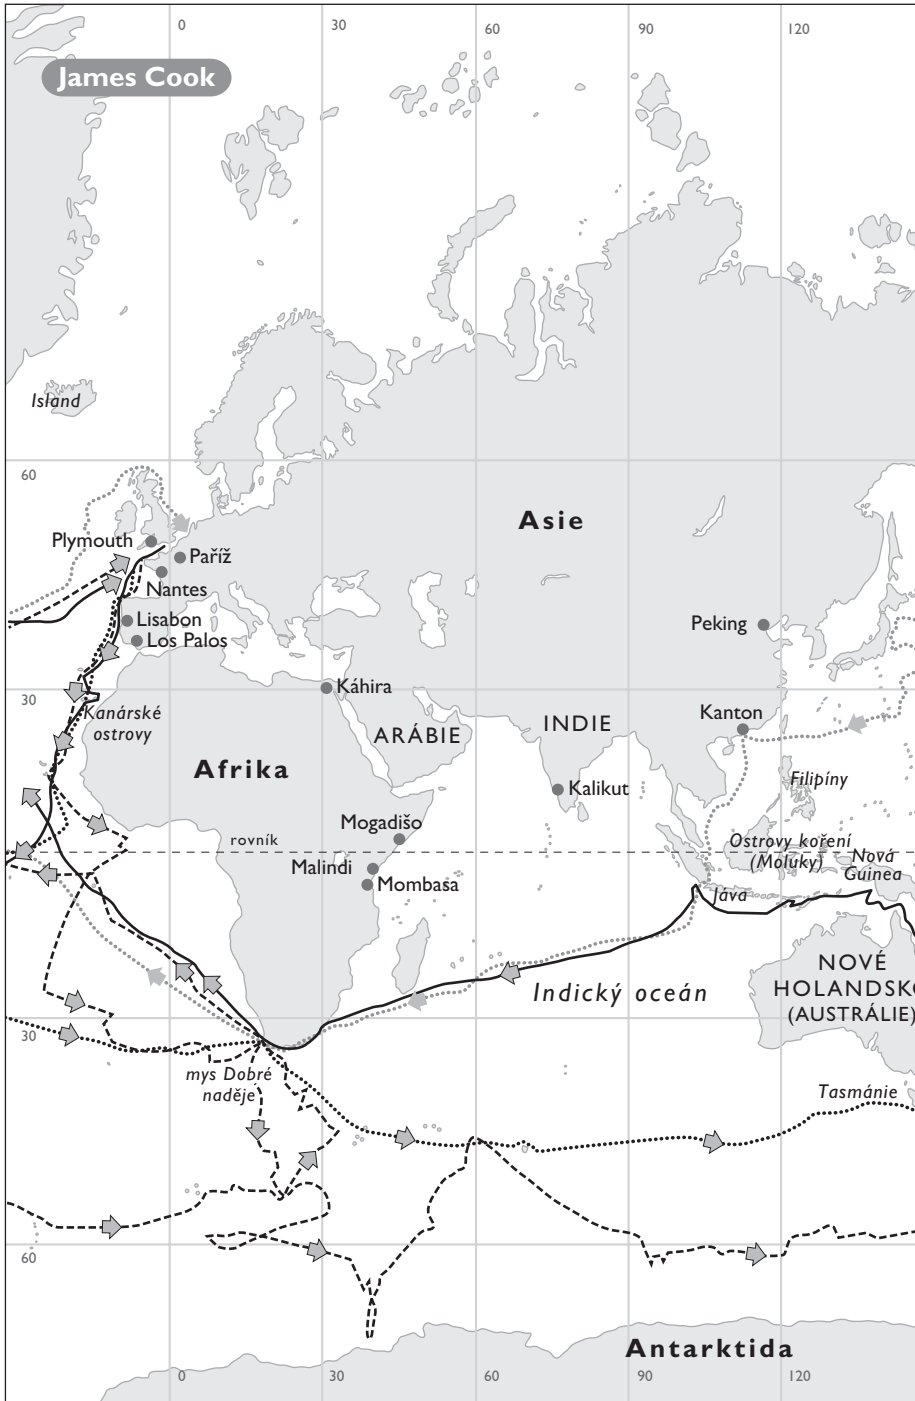 0
30
60
90
120
James Cook
Island
60
Asie
Plymouth
Paříž
Nantes
Lisabon
Los Palos
Peking
30
Káhira
Kanárské
ostrovy
ARÁBIE
INDIE
Kanton
Afrika
Filipíny
Kalikut
Mogadišo
rovník
Ostrovy koření
(Moluky)
Nová
Guinea
Malindi
Mombasa
Jáva
Indický oceán
NOVÉ
HOLANDSKO
(AUSTRÁLIE)
30
mys Dobré
naděje
Tasmánie
60
Antarktida
0
30
60
90
120